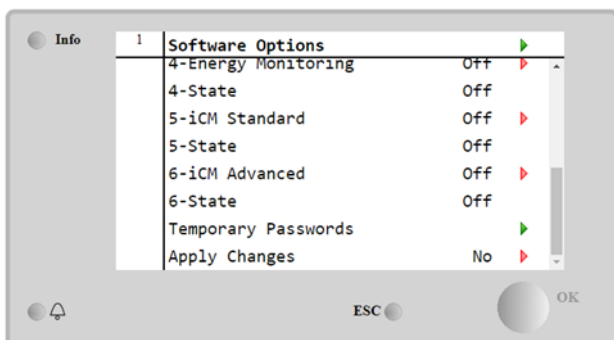 Info
1 Software Options
4-Energy Monitoring Off
4-State Off
5-iCM Standard Off
5-State Off
6-iCM Advanced Off
6-State Off
Temporary Passwords
Apply Changes No
ESC OK